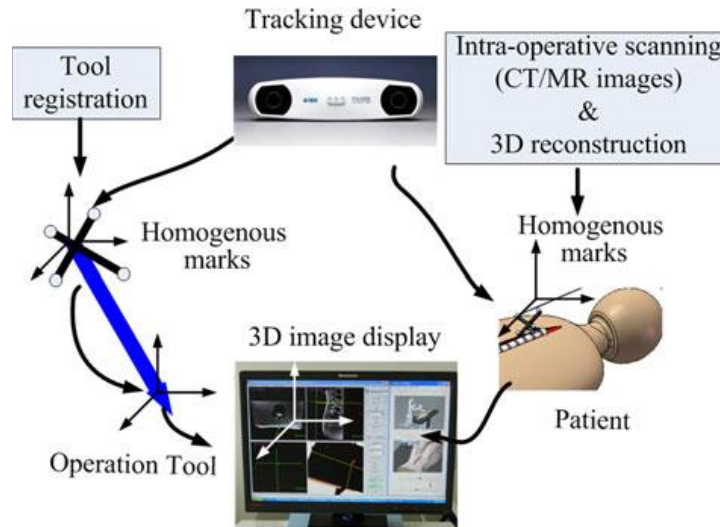 Tracking device
Tool
registration
Intra-operative scanning
(CT/MR images)
&
3D reconstruction
Homogenous
marks
Homogenous
marks
3D image display
Operation Tool
Patient